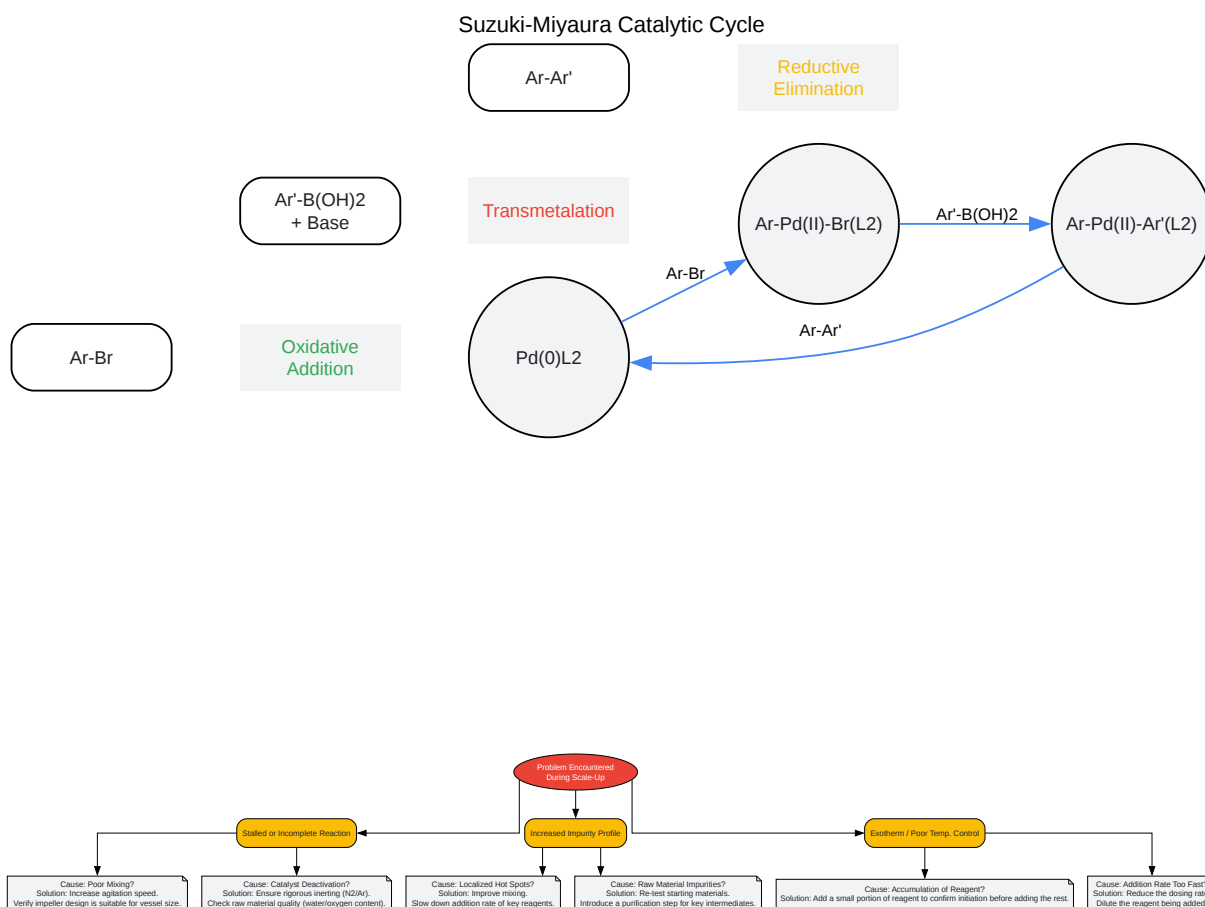 Suzuki-Miyaura Catalytic Cycle
Ar-Ar'
Reductive
Elimination
Ar'-B(OH)2
+ Base
Transmetalation
Ar-Pd(II)-Br(L2)
Ar'-B(OH)2
Ar-Pd(II)-Ar'(L2)
Ar-Br
Ar-Ar'
Ar-Br
Oxidative
Addition
Pd(0)L2
Problem Encountered
During Scale-Up
Stalled or Incomplete Reaction
Increased Impurity Profile
Exotherm / Poor Temp. Control
Cause: Poor Mixing?
Solution: Increase agitation speed.
Verify impeller design is suitable for vessel size.
Cause: Catalyst Deactivation?
Solution: Ensure rigorous inerting (N2/Ar).
Check raw material quality (water/oxygen content).
Cause: Localized Hot Spots?
Solution: Improve mixing.
Slow down addition rate of key reagents.
Cause: Raw Material Impurities?
Solution: Re-test starting materials.
Introduce a purification step for key intermediates.
Cause: Accumulation of Reagent?
Solution: Add a small portion of reagent to confirm initiation before adding the rest.
Cause: Addition Rate Too Fast?
Solution: Reduce the dosing
Dilute the reagent being added